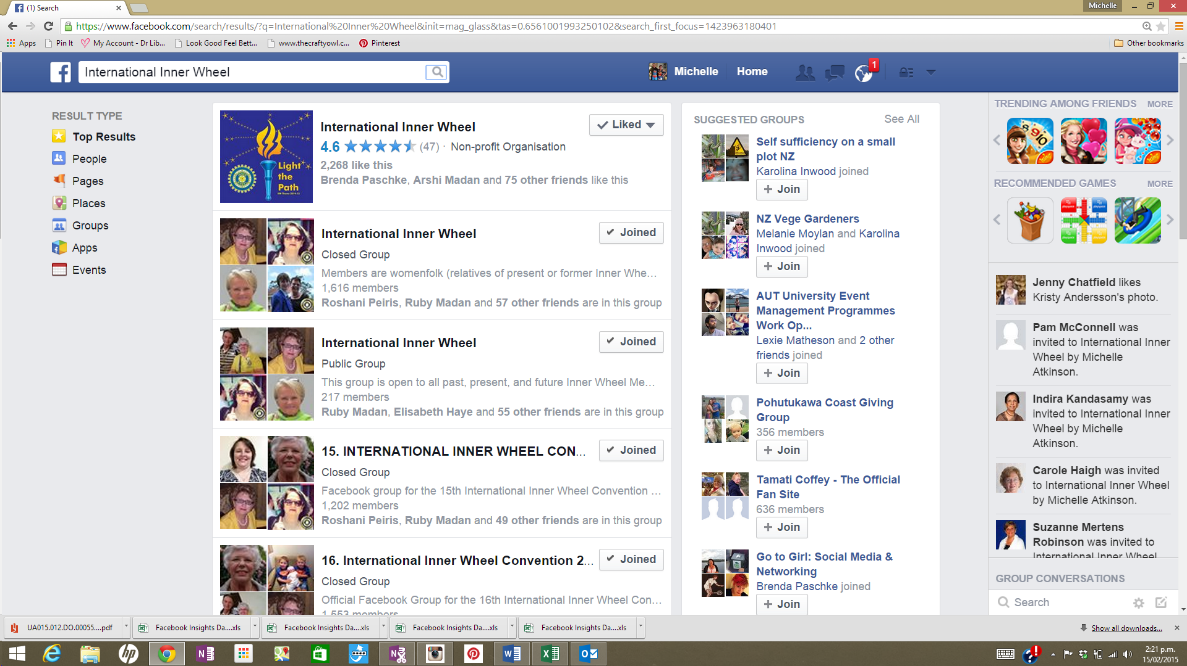 (1) Search
Michelle
https://www.facebook.com/search/results/?q=International%20Inner%20Wheel&init=mag_glass&tas=0.6561001993250102&search_first_focus=1423963180401
Apps
Pin It
My Account - Dr Lib...
Look Good Feel Bett...
www.thecraftyowl.c...
Pinterest
Other bookmarks
International Inner Wheel
Michelle
Home
1
RESULT TYPE
Top Results
People
Pages
Places
Groups
Apps
Events
Light the Path
International Inner Wheel
Liked
4.6 (47) · Non-profit Organisation
2,268 like this
Brenda Paschke, Arshi Madan and 75 other friends like this
International Inner Wheel
Joined
Closed Group
Members are womenfolk (relatives of present or former Inner Whe...
1,616 members
Roshani Peiris, Ruby Madan and 57 other friends are in this group
International Inner Wheel
Joined
Public Group
This group is open to all past, present, and future Inner Wheel Me...
217 members
Ruby Madan, Elisabeth Haye and 55 other friends are in this group
15. INTERNATIONAL INNER WHEEL CON...
Joined
Closed Group
Facebook group for the 15th International Inner Wheel Convention ...
1,202 members
Roshani Peiris, Ruby Madan and 49 other friends are in this group
16. International Inner Wheel Convention 2...
Joined
Closed Group
Official Facebook Group for the 16th International Inner Wheel Con...
1,553 members
SUGGESTED GROUPS
See All
Self sufficiency on a small
plot NZ
Karolina Inwood joined
+ Join
NZ Vege Gardeners
Melanie Moylan and Karolina
Inwood joined
+ Join
AUT University Event
Management Programmes
Work Op...
Lexie Matheson and 2 other
friends joined
+ Join
Pohutukawa Coast Giving
Group
356 members
+ Join
Tamati Coffey - The Official
Fan Site
636 members
+ Join
Go to Girl: Social Media &
Networking
Brenda Paschke joined
+ Join
TRENDING AMONG FRIENDS
MORE
RECOMMENDED GAMES
MORE
Jenny Chatfield likes
Kristy Andersson's photo.
Pam McConnell was
invited to International Inner
Wheel by Michelle
Atkinson.
Indira Kandasamy was
invited to International Inner
Wheel by Michelle
Atkinson.
Carole Haigh was invited
to International Inner Wheel
by Michelle Atkinson.
Suzanne Mertens
Robinson was invited to
International Inner Wheel
GROUP CONVERSATIONS
Search
UA015.012.DO.00055....pdf
Facebook Insights Da....xls
Facebook Insights Da....xls
Facebook Insights Da....xls
Facebook Insights Da....xls
Show all downloads...
2:21 p.m.
15/02/2015